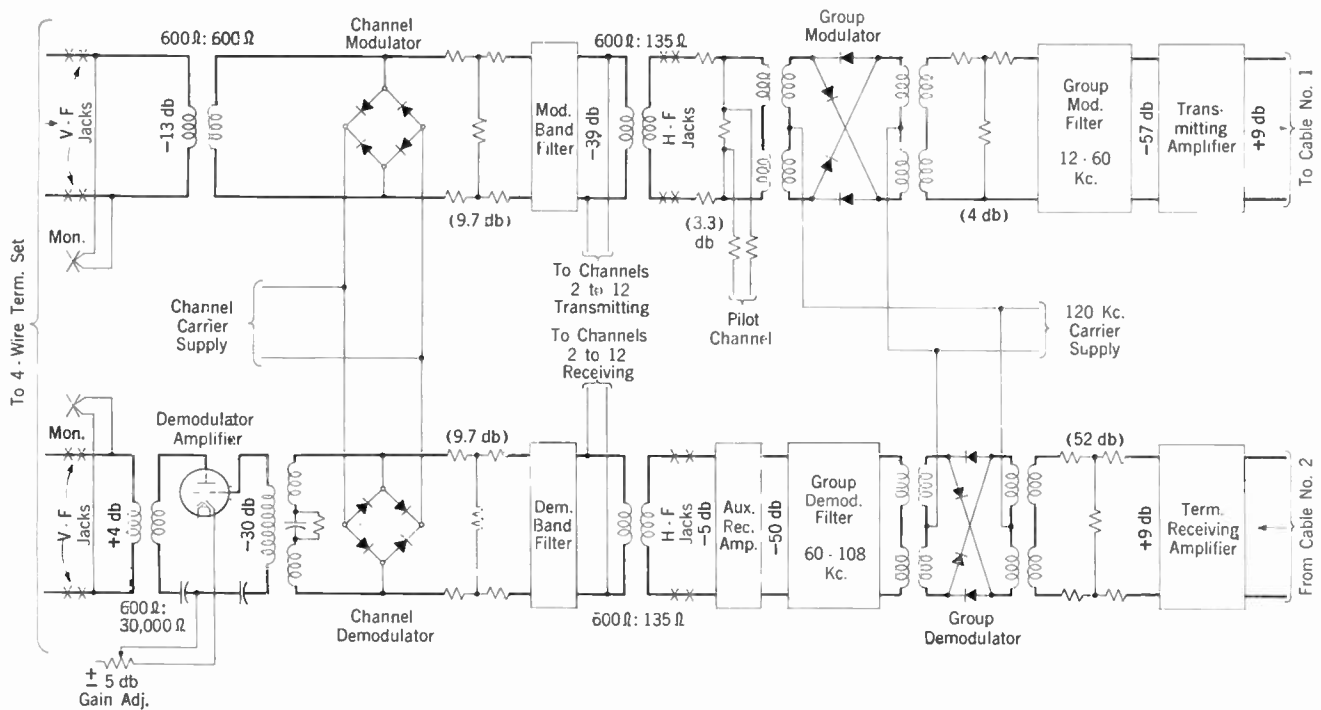 To 4 - Wire Term. Set
V - F
Jacks
-13 db
600Ω: 600Ω
Channel
Modulator
(9.7 db)
Mod.
Band
Filter
-39 db
600Ω: 135Ω
H - F
Jacks
(3.3)
db
Group
Modulator
(4 db)
Group
Mod.
Filter
12 - 60
Kc.
-57 db
Trans-
mitting
Amplifier
+9 db
To Cable No. 1
Mon.
Channel
Carrier
Supply
To Channels
2 to 12
Transmitting
To Channels
2 to 12
Receiving
Pilot
Channel
120 Kc.
Carrier
Supply
Mon.
V - F
Jacks
+4 db
600Ω:
30,000 Ω
Demodulator
Amplifier
-30 db
± 5 db
Gain Adj.
Channel
Demodulator
(9.7 db)
Dem.
Band
Filter
600Ω: 135Ω
H - F
Jacks
-5 db
Aux.
Rec.
Amp.
-50 db
Group
Demod.
Filter
60 - 108
Kc.
Group
Demodulator
(52 db)
+9 db
Term.
Receiving
Amplifier
From Cable No. 2